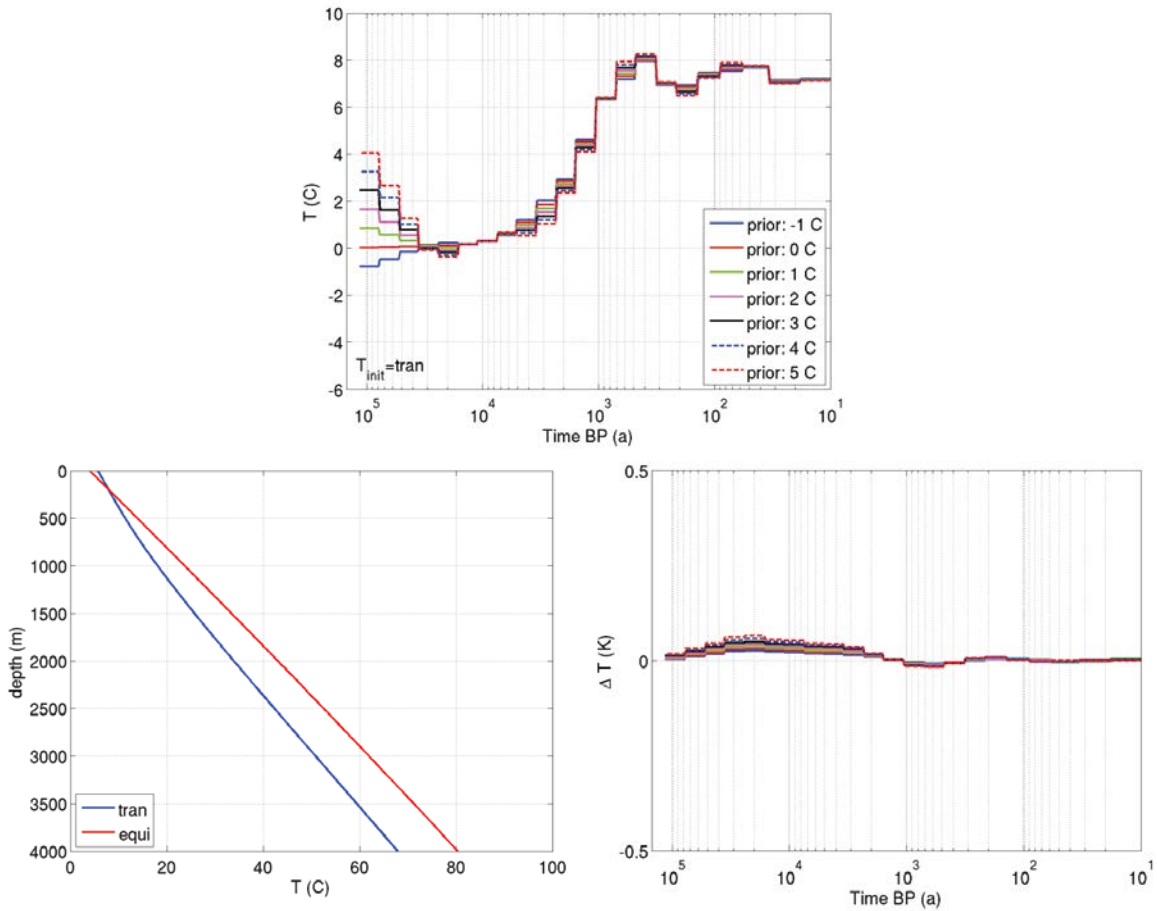 10
8
6
4
2
0
-2
-4
-6
T (C)
T_init=tran
prior: -1 C
prior: 0 C
prior: 1 C
prior: 2 C
prior: 3 C
prior: 4 C
prior: 5 C
10^5
10^4
10^3
10^2
10^1
Time BP (a)
0
500
1000
1500
2000
2500
3000
3500
4000
depth (m)
tran
equi
0
20
40
60
80
100
T (C)
0.5
0
-0.5
Δ T (K)
10^5
10^4
10^3
10^2
10^1
Time BP (a)